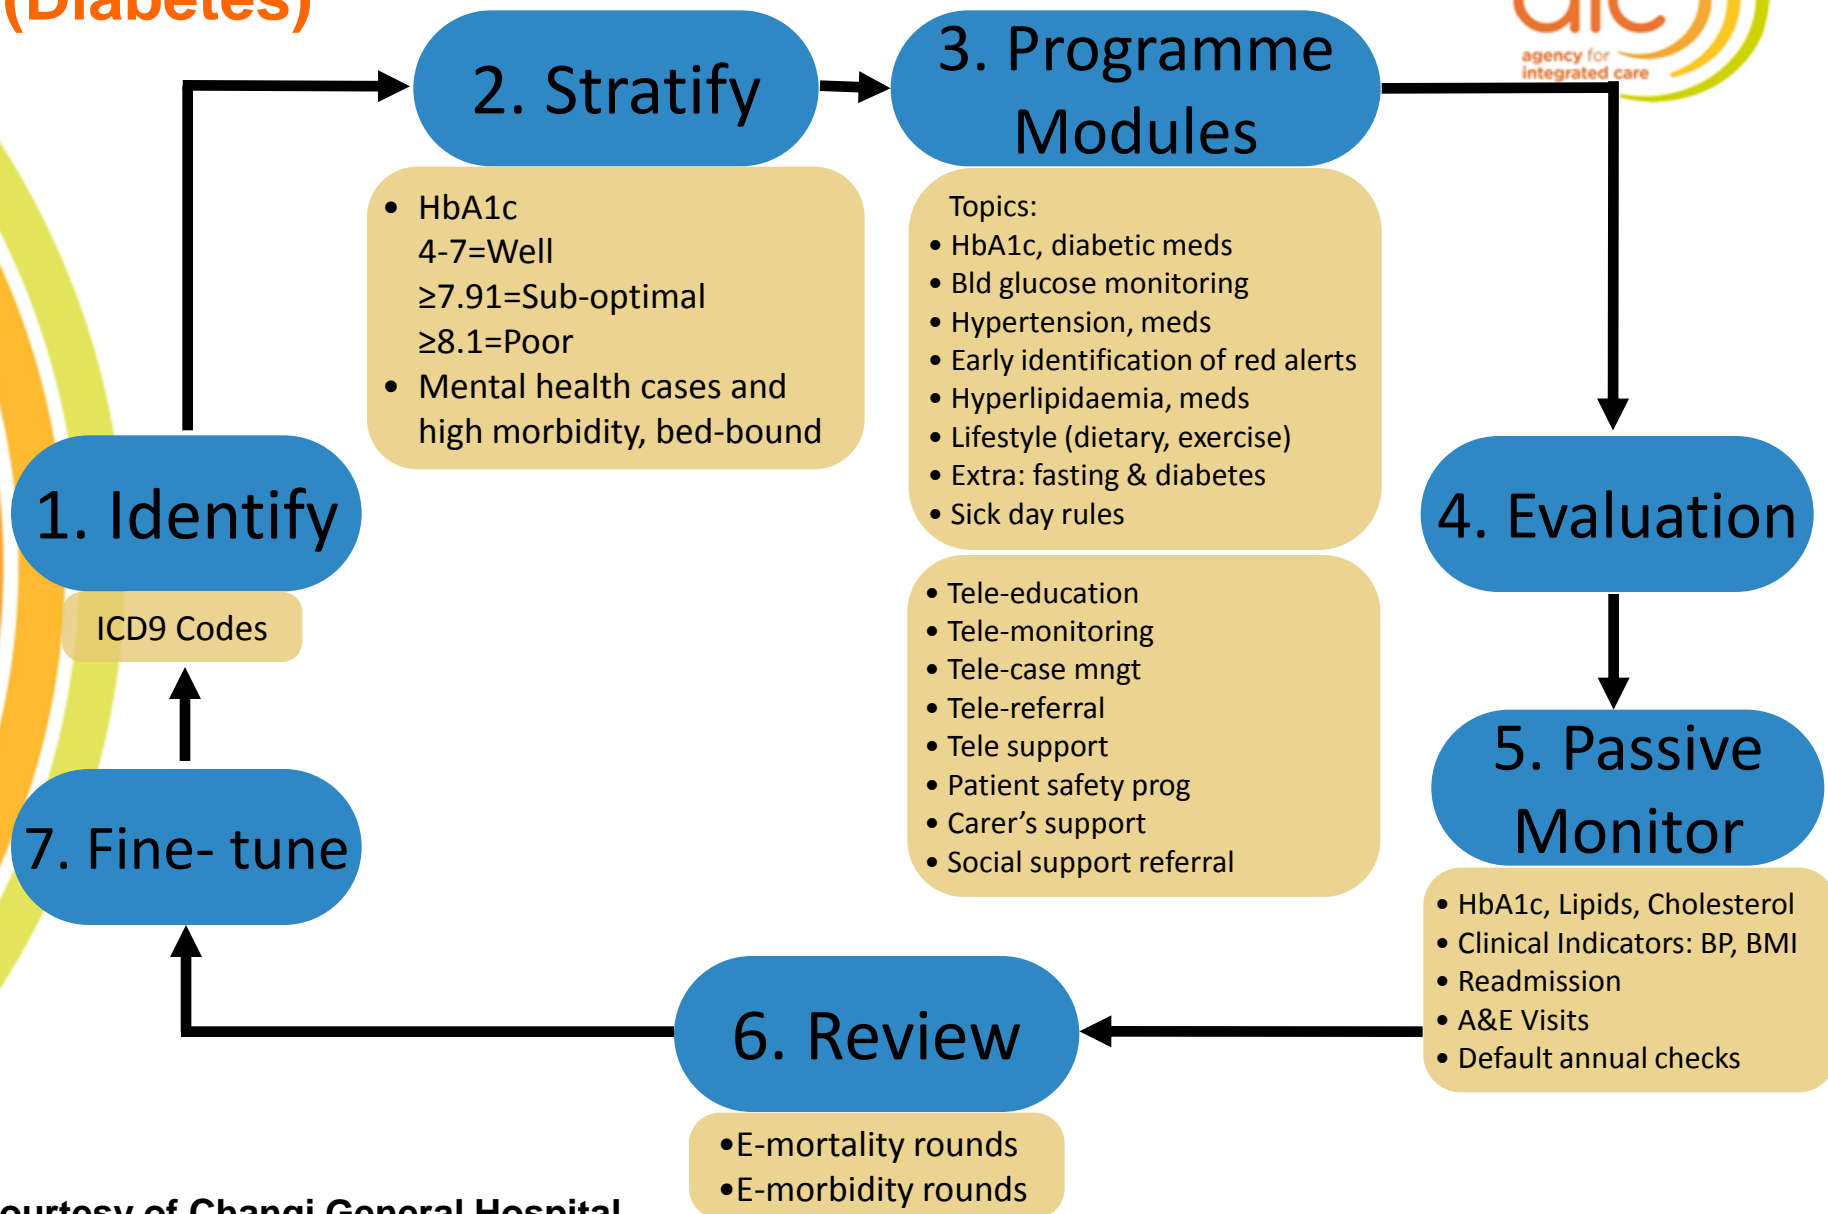 (Diabetes)
aic
agency for
integrated care
2. Stratify
• HbA1c
4-7=Well
≥7.91=Sub-optimal
≥8.1=Poor
• Mental health cases and
high morbidity, bed-bound
3. Programme
Modules
Topics:
• HbA1c, diabetic meds
• Bld glucose monitoring
• Hypertension, meds
• Early identification of red alerts
• Hyperlipidaemia, meds
• Lifestyle (dietary, exercise)
• Extra: fasting & diabetes
• Sick day rules
• Tele-education
• Tele-monitoring
• Tele-case mngt
• Tele-referral
• Tele support
• Patient safety prog
• Carer’s support
• Social support referral
1. Identify
ICD9 Codes
4. Evaluation
5. Passive
Monitor
• HbA1c, Lipids, Cholesterol
• Clinical Indicators: BP, BMI
• Readmission
• A&E Visits
• Default annual checks
7. Fine- tune
6. Review
•E-mortality rounds
•E-morbidity rounds
ourtesy of Changi General Hospital